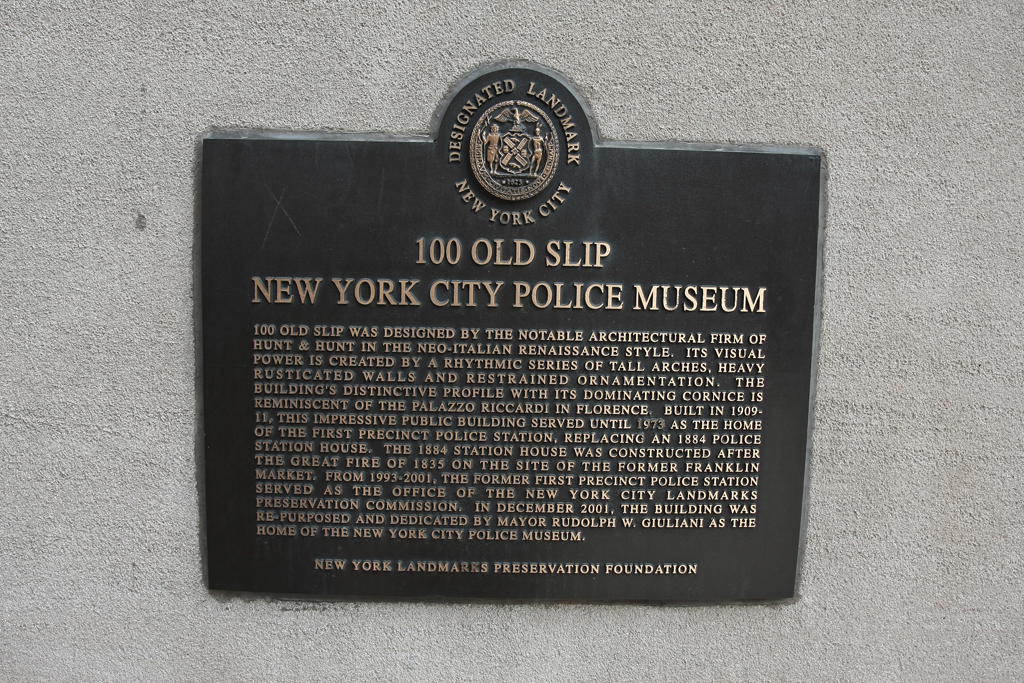 DESIGNATED LANDMARK
NEW YORK CITY
1625
100 OLD SLIP
NEW YORK CITY POLICE MUSEUM
100 OLD SLIP WAS DESIGNED BY THE NOTABLE ARCHITECTURAL FIRM OF
HUNT & HUNT IN THE NEO-ITALIAN RENAISSANCE STYLE. ITS VISUAL
POWER IS CREATED BY A RHYTHMIC SERIES OF TALL ARCHES, HEAVY
RUSTICATED WALLS AND RESTRAINED ORNAMENTATION. THE
BUILDING'S DISTINCTIVE PROFILE WITH ITS DOMINATING CORNICE IS
REMINISCENT OF THE PALAZZO RICCARDI IN FLORENCE. BUILT IN 1909-
11, THIS IMPRESSIVE PUBLIC BUILDING SERVED UNTIL 1973 AS THE HOME
OF THE FIRST PRECINCT POLICE STATION, REPLACING AN 1884 POLICE
STATION HOUSE. THE 1884 STATION HOUSE WAS CONSTRUCTED AFTER
THE GREAT FIRE OF 1835 ON THE SITE OF THE FORMER FRANKLIN
MARKET. FROM 1993-2001, THE FORMER FIRST PRECINCT POLICE STATION
SERVED AS THE OFFICE OF THE NEW YORK CITY LANDMARKS
PRESERVATION COMMISSION. IN DECEMBER 2001, THE BUILDING WAS
RE-PURPOSED AND DEDICATED BY MAYOR RUDOLPH W. GIULIANI AS THE
HOME OF THE NEW YORK CITY POLICE MUSEUM.
NEW YORK LANDMARKS PRESERVATION FOUNDATION